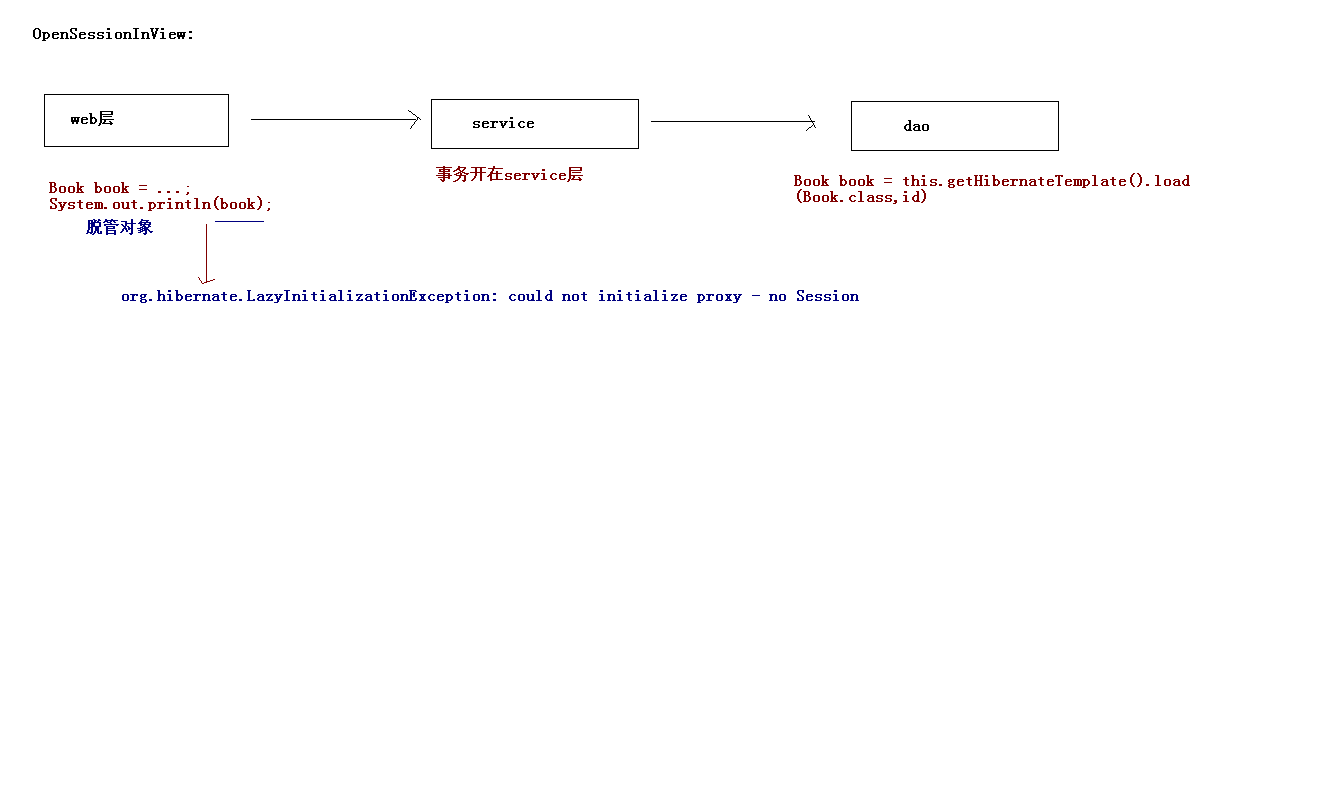 OpenSessionInView:
web层
service
dao
事务开在service层
Book book = ...;
System.out.println(book);
脱管对象
Book book = this.getHibernateTemplate().load
(Book.class,id)
org.hibernate.LazyInitializationException: could not initialize proxy - no Session